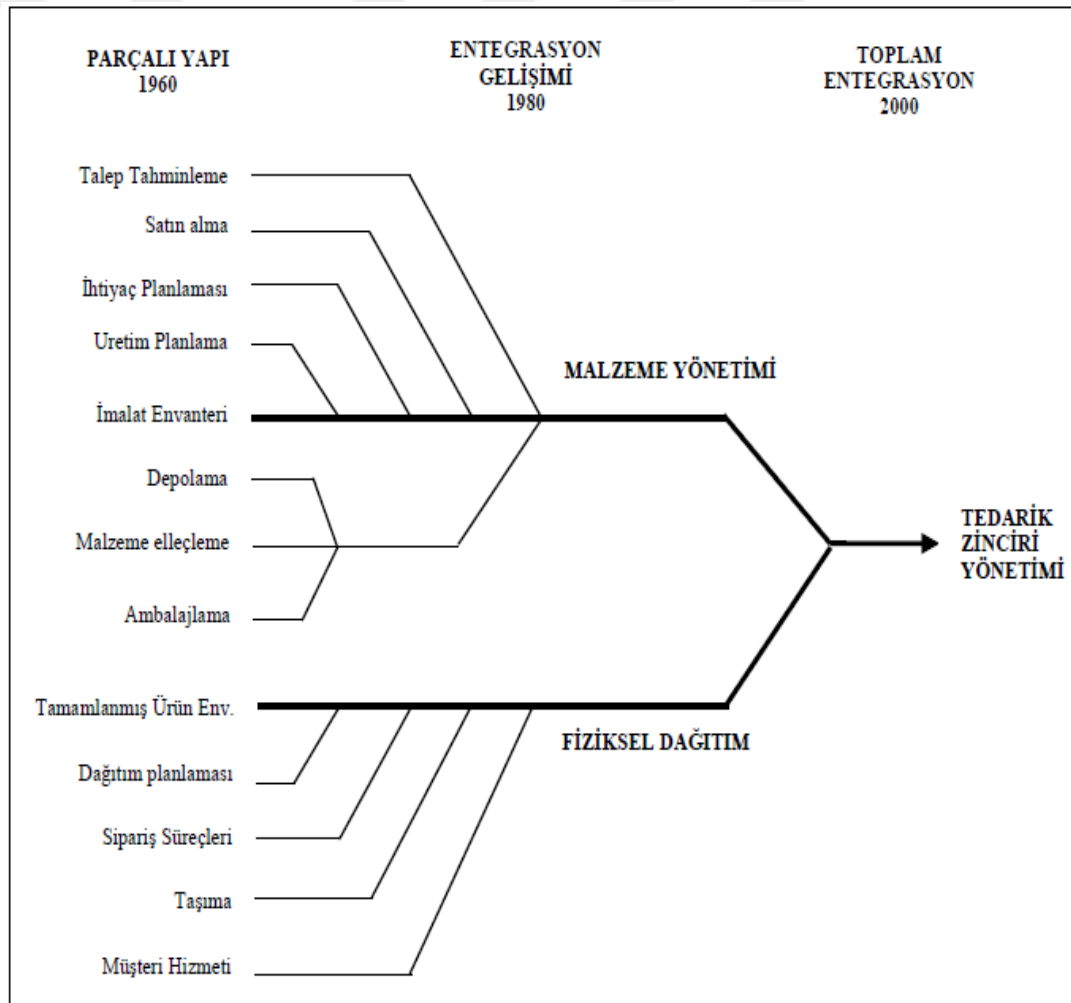 PARÇALI YAPI
1960
ENTEGRASYON
GELİŞİMİ
1980
TOPLAM
ENTEGRASYON
2000
Talep Tahminleme
Satın alma
İhtiyaç Planlaması
Uretim Planlama
MALZEME YÖNETİMİ
İmalat Envanteri
Depolama
Malzeme elleçleme
Ambalajlama
TEDARİK
ZİNCİRİ
YÖNETİMİ
Tamamlanmış Ürün Env.
FİZİKSEL DAĞITIM
Dağıtım planlaması
Sipariş Süreçleri
Taşıma
Müşteri Hizmeti